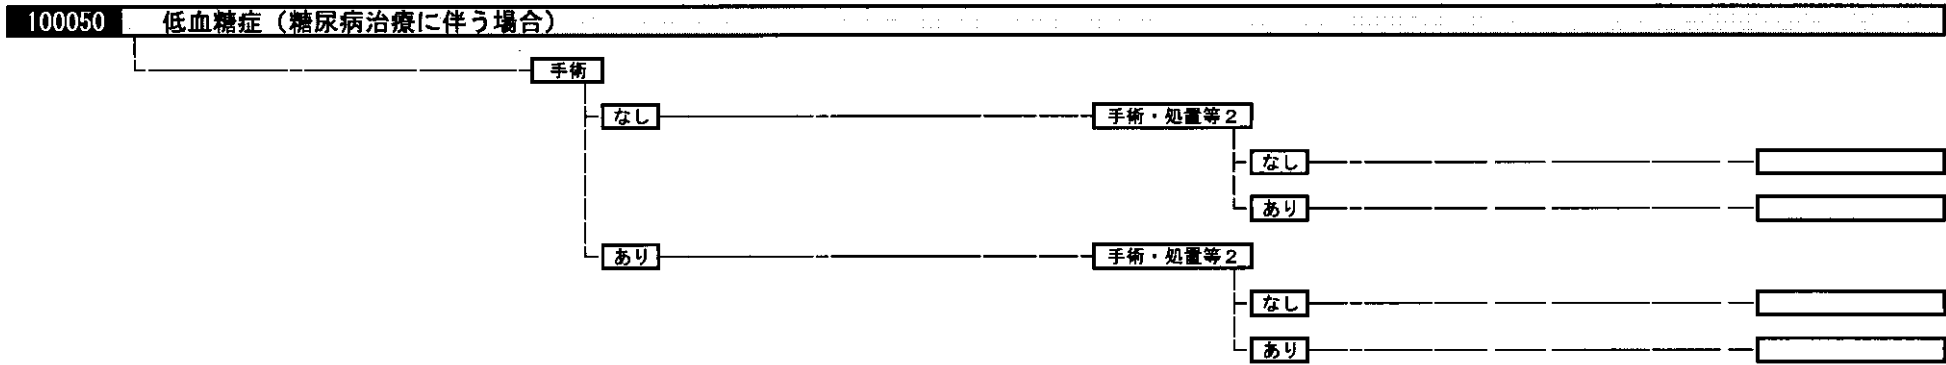 100050 低血糖症（糖尿病治療に伴う場合）
手術
なし 手術・処置等２
なし
あり
あり 手術・処置等２
なし
あり